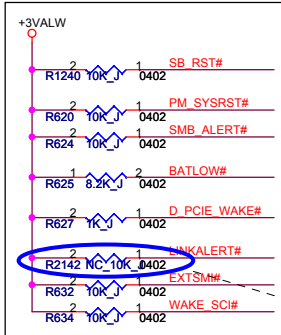 +3VALW
2 1 SB_RST#
R1240 10K_J 0402
2 1 PM_SYSRST#
R620 10K_J 0402
2 1 SMB_ALERT#
R624 10K_J 0402
1 2 BATLOW#
R625 8.2K_J 0402
2 1 D_PCIE_WAKE#
R627 1K_J 0402
2 1 LINKALERT#
R2142 NC_10K_J 0402
2 1 EXTSMI#
R632 10K_J 0402
2 1 WAKE_SCI#
R634 10K_J 0402